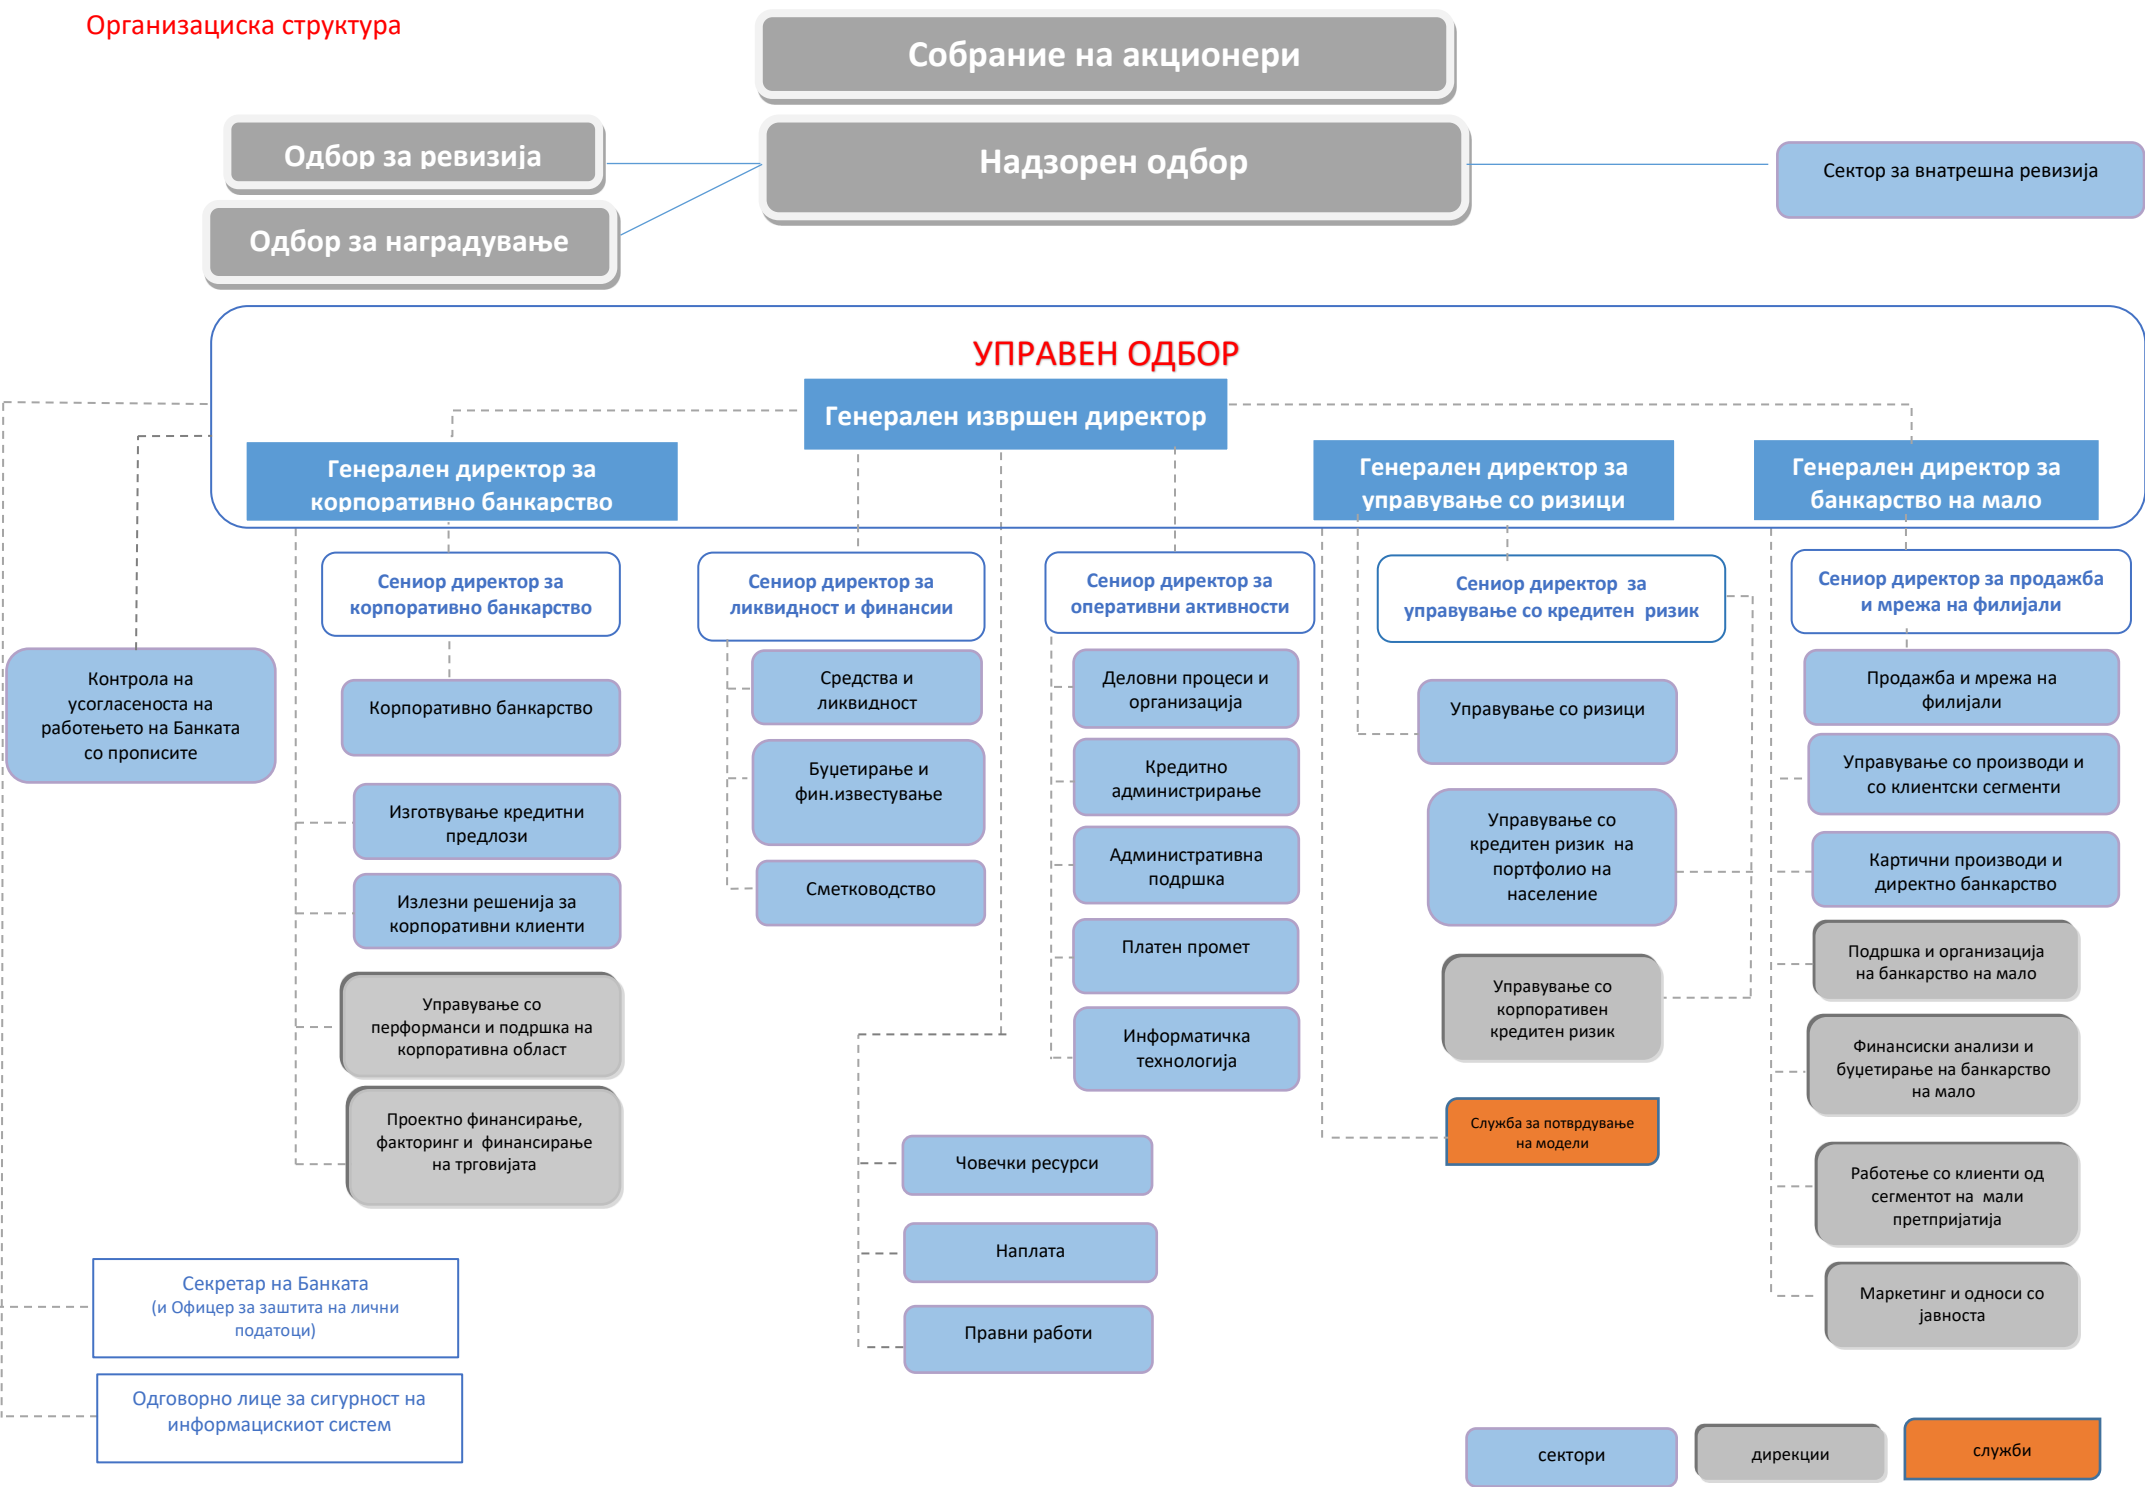 Организациска структура
Собрание на акционери
Одбор за ревизија
Надзорен одбор
Сектор за внатрешна ревизија
Одбор за наградување
УПРАВЕН ОДБОР
Генерален извршен директор
Генерален директор за
корпоративно банкарство
Генерален директор за
управување со ризици
Генерален директор за
банкарство на мало
Сениор директор за
корпоративно банкарство
Сениор директор за
ликвидност и финансии
Сениор директор за
оперативни активности
Сениор директор за
управување со кредитен ризик
Сениор директор за продажба
и мрежа на филијали
Контрола на
усогласеноста на
работењето на Банката
со прописите
Корпоративно банкарство
Изготвување кредитни
предлози
Излезни решенија за
корпоративни клиенти
Управување со
перформанси и подршка на
корпоративна област
Проектно финансирање,
факторинг и финансирање
на трговијата
Средства и
ликвидност
Буџетирање и
фин.известување
Сметководство
Деловни процеси и
организација
Кредитно
администрирање
Административна
подршка
Платен промет
Информатичка
технологија
Човечки ресурси
Наплата
Правни работи
Управување со ризици
Управување со
кредитен ризик на
портфолио на
население
Управување со
корпоративен
кредитен ризик
Служба за потврдување
на модели
Продажба и мрежа на
филијали
Управување со производи и
со клиентски сегменти
Картични производи и
директно банкарство
Подршка и организација
на банкарство на мало
Финансиски анализи и
буџетирање на банкарство
на мало
Работење со клиенти од
сегментот на мали
претпријатија
Маркетинг и односи со
јавноста
Секретар на Банката
(и Офицер за заштита на лични
податоци)
Одговорно лице за сигурност на
информацискиот систем
сектори
дирекции
служби